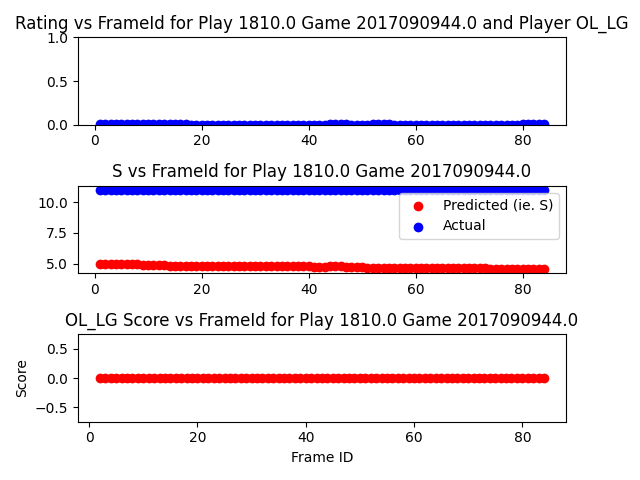 Rating vs FrameId for Play 1810.0 Game 2017090944.0 and Player OL_LG
1.0
0.5
0.0
0 20 40 60 80
S vs FrameId for Play 1810.0 Game 2017090944.0
10.0
7.5
5.0
Predicted (ie. S)
Actual
0 20 40 60 80
OL_LG Score vs FrameId for Play 1810.0 Game 2017090944.0
Score
0.5
0.0
−0.5
0 20 40 60 80
Frame ID